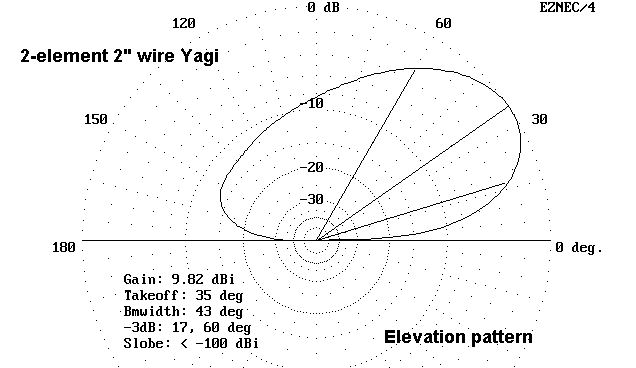 0 dB
EZNEC/4
120
60
2-element 2" wire Yagi
-10
150
30
-20
-30
180
0 deg.
Gain: 9.82 dBi
Takeoff: 35 deg
Bmwidth: 43 deg
-3dB: 17, 60 deg
Slobe: < -100 dBi
Elevation pattern